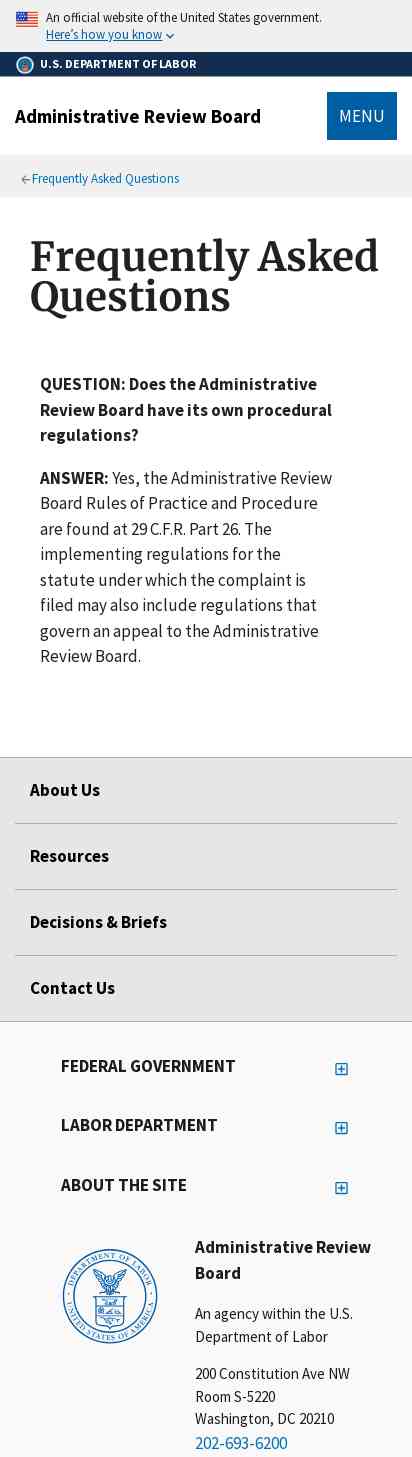 An official website of the United States government.
Here's how you know
U.S. DEPARTMENT OF LABOR
Administrative Review Board
MENU
Frequently Asked Questions
Frequently Asked
Questions
QUESTION: Does the Administrative
Review Board have its own procedural
regulations?
ANSWER: Yes, the Administrative Review
Board Rules of Practice and Procedure
are found at 29 C.F.R. Part 26. The
implementing regulations for the
statute under which the complaint is
filed may also include regulations that
govern an appeal to the Administrative
Review Board.
About Us
Resources
Decisions & Briefs
Contact Us
FEDERAL GOVERNMENT
LABOR DEPARTMENT
ABOUT THE SITE
DEPARTMENT OF LABOR
UNITED STATES OF AMERICA
Administrative Review
Board
An agency within the U.S.
Department of Labor
200 Constitution Ave NW
Room S-5220
Washington, DC 20210
202-693-6200